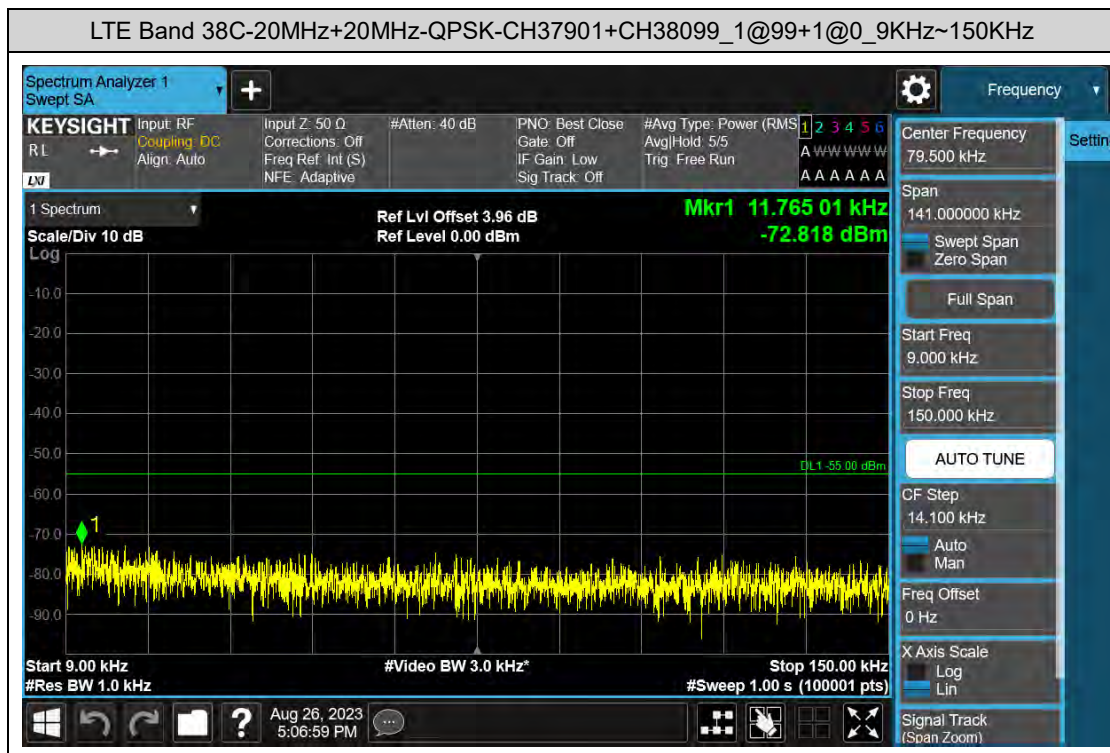 LTE Band 38C-20MHz+20MHz-QPSK-CH37901+CH38099_1@99+1@0_9KHz~150KHz
Spectrum Analyzer 1
Swept SA
Frequency
KEYSIGHT
RL
LXI
Input: RF
Coupling: DC
Align: Auto
Input Z: 50 Ω
Corrections: Off
Freq Ref: Int (S)
NFE: Adaptive
#Atten: 40 dB
PNO: Best Close
Gate: Off
IF Gain: Low
Sig Track: Off
#Avg Type: Power (RMS
Avg|Hold: 5/5
Trig: Free Run
1 2 3 4 5 6
A W W W W W
A A A A A A
1 Spectrum
Scale/Div 10 dB
Ref Lvl Offset 3.96 dB
Ref Level 0.00 dBm
Mkr1 11.765 01 kHz
-72.818 dBm
Log
-10.0
-20.0
-30.0
-40.0
-50.0
-60.0
-70.0
-80.0
-90.0
DL1 -55.00 dBm
1
Start 9.00 kHz
#Res BW 1.0 kHz
#Video BW 3.0 kHz*
Stop 150.00 kHz
#Sweep 1.00 s (100001 pts)
Center Frequency
79.500 kHz
Settin
Span
141.000000 kHz
Swept Span
Zero Span
Full Span
Start Freq
9.000 kHz
Stop Freq
150.000 kHz
AUTO TUNE
CF Step
14.100 kHz
Auto
Man
Freq Offset
0 Hz
X Axis Scale
Log
Lin
Signal Track
(Span Zoom)
?
Aug 26, 2023
5:06:59 PM